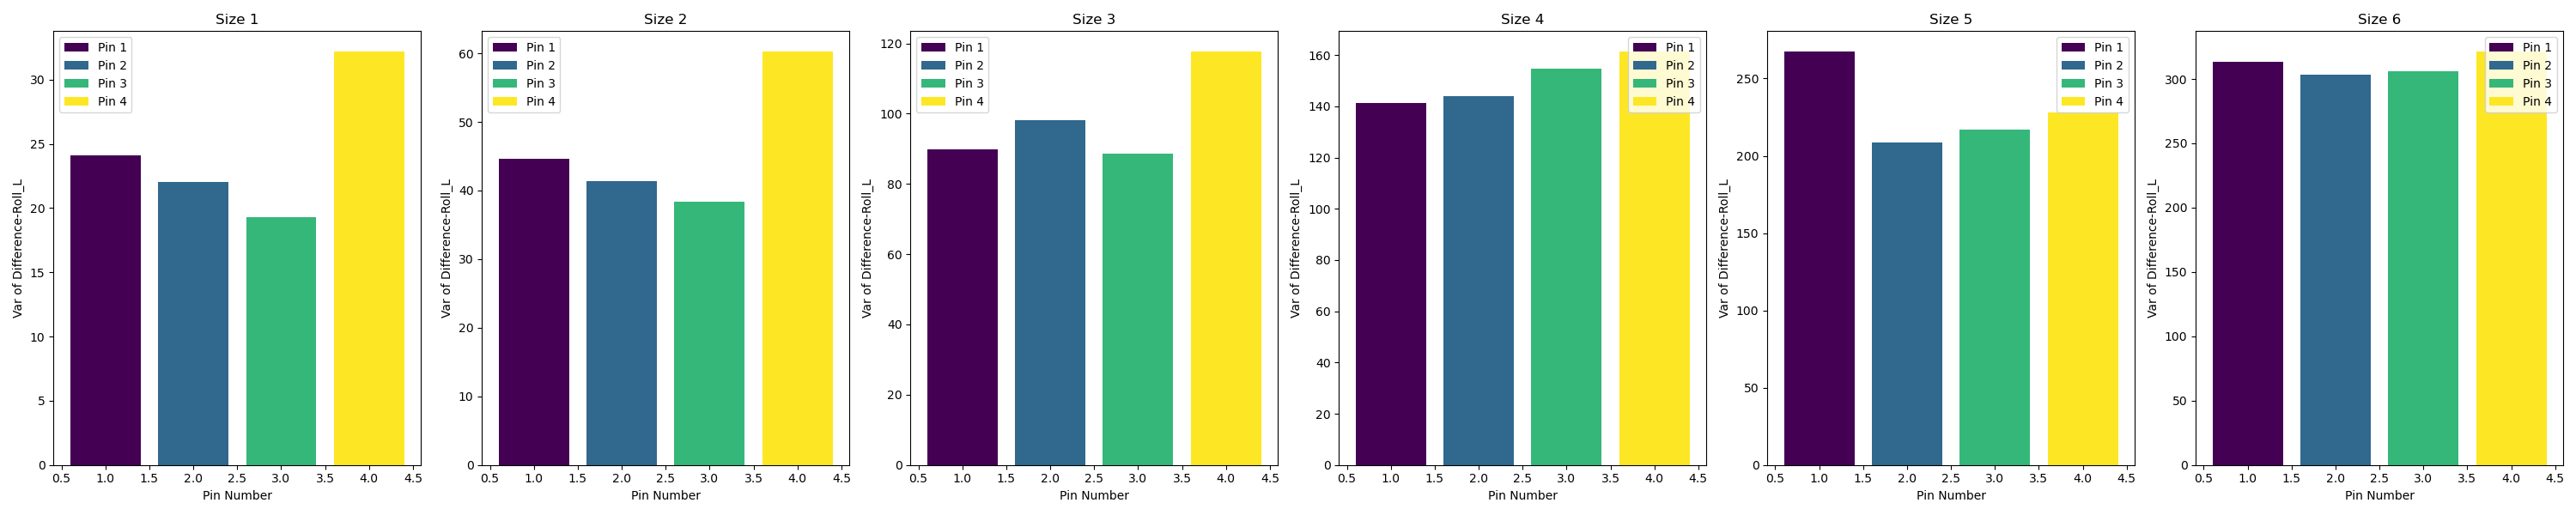 Size 1
Pin 1
Pin 2
Pin 3
Pin 4
Var of Difference-Roll_L
30
25
20
15
10
5
0
0.5 1.0 1.5 2.0 2.5 3.0 3.5 4.0 4.5
Pin Number
Size 2
Pin 1
Pin 2
Pin 3
Pin 4
Var of Difference-Roll_L
60
50
40
30
20
10
0
0.5 1.0 1.5 2.0 2.5 3.0 3.5 4.0 4.5
Pin Number
Size 3
Pin 1
Pin 2
Pin 3
Pin 4
Var of Difference-Roll_L
120
100
80
60
40
20
0
0.5 1.0 1.5 2.0 2.5 3.0 3.5 4.0 4.5
Pin Number
Size 4
Pin 1
Pin 2
Pin 3
Pin 4
Var of Difference-Roll_L
160
140
120
100
80
60
40
20
0
0.5 1.0 1.5 2.0 2.5 3.0 3.5 4.0 4.5
Pin Number
Size 5
Pin 1
Pin 2
Pin 3
Pin 4
Var of Difference-Roll_L
250
200
150
100
50
0
0.5 1.0 1.5 2.0 2.5 3.0 3.5 4.0 4.5
Pin Number
Size 6
Pin 1
Pin 2
Pin 3
Pin 4
Var of Difference-Roll_L
300
250
200
150
100
50
0
0.5 1.0 1.5 2.0 2.5 3.0 3.5 4.0 4.5
Pin Number